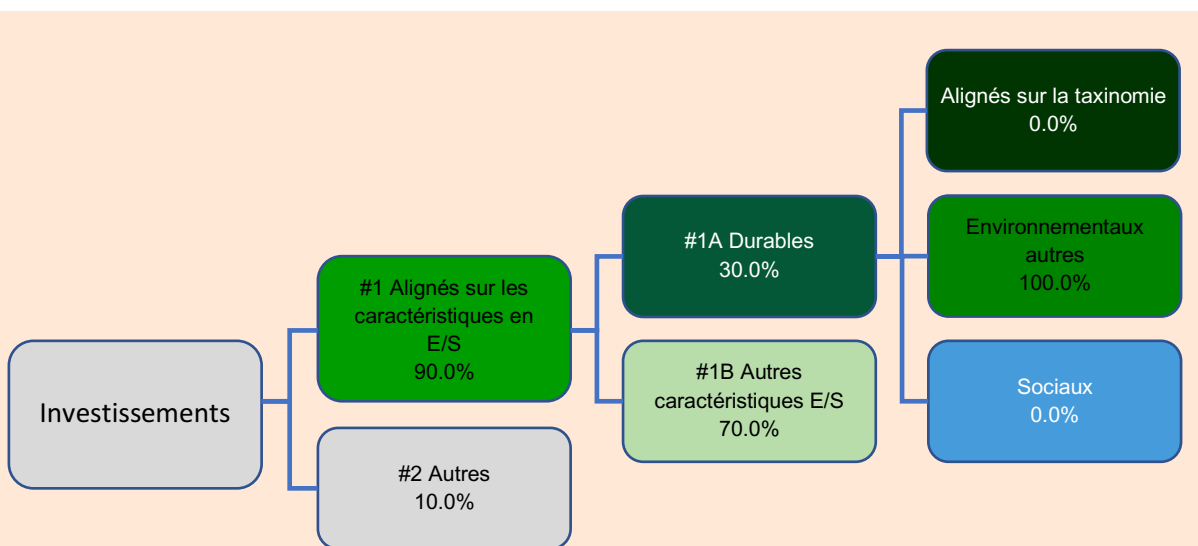 Investissements
#1 Alignés sur les
caractéristiques en
E/S
90.0%
#2 Autres
10.0%
#1A Durables
30.0%
#1B Autres
caractéristiques E/S
70.0%
Alignés sur la taxinomie
0.0%
Environnementaux
autres
100.0%
Sociaux
0.0%